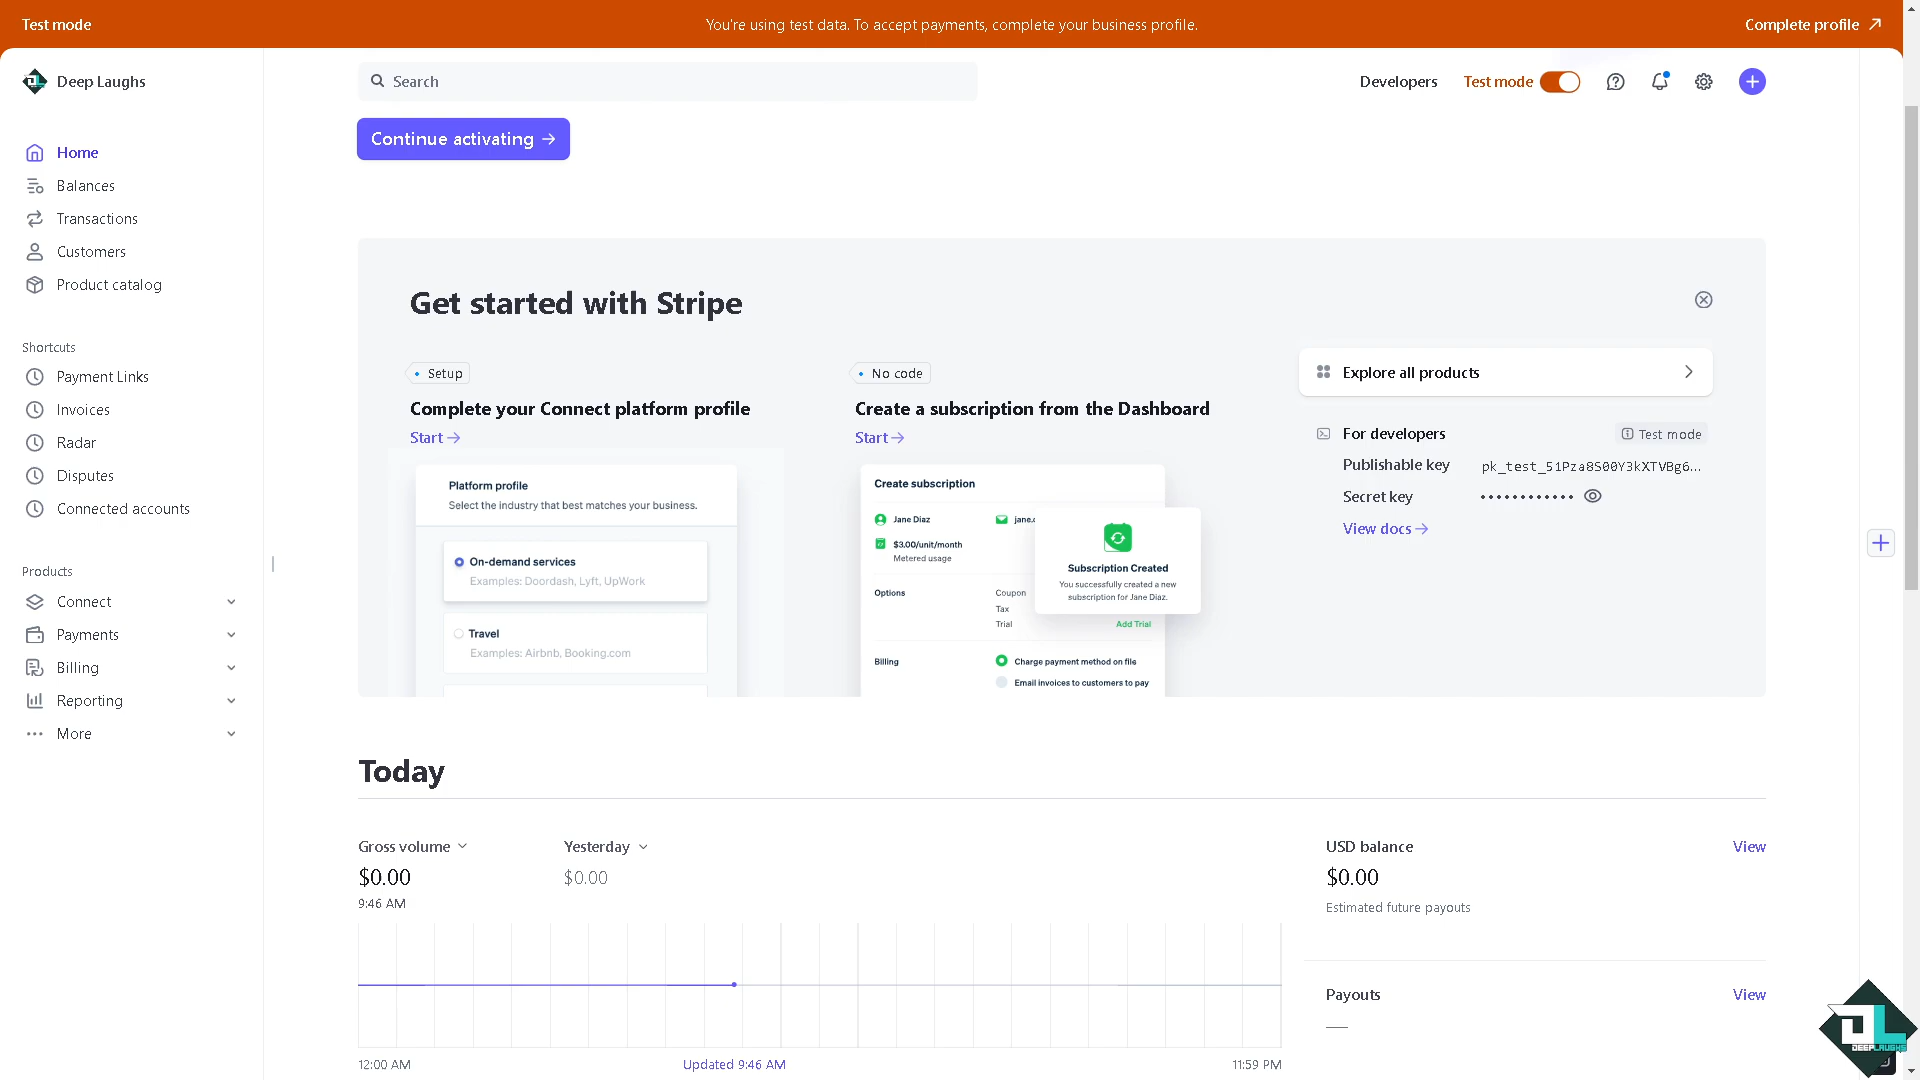 Test mode
You're using test data. To accept payments, complete your business profile.
Complete profile
Deep Laughs
Search
Developers
Test mode
Continue activating
Home
Balances
Transactions
Customers
Product catalog
Shortcuts
Payment Links
Invoices
Radar
Disputes
Connected accounts
Products
Connect
Payments
Billing
Reporting
More
Get started with Stripe
Setup
Complete your Connect platform profile
Start
Platform profile
Select the industry that best matches your business.
On-demand services
Examples: Doordash, Lyft, UpWork
Travel
Examples: Airbnb, Booking.com
No code
Create a subscription from the Dashboard
Start
Create subscription
Jane Diaz
jane.
$3.00/unit/month
Metered usage
Subscription Created
You successfully created a new
subscription for Jane Diaz.
Options
Coupon
Tax
Trial
Add Trial
Billing
Charge payment method on file
Email invoices to customers to pay
Explore all products
For developers
Test mode
Publishable key
pk_test_51Pza8S00Y3kXTVBg6...
Secret key
••••••••••••
View docs
Today
Gross volume
$0.00
9:46 AM
Yesterday
$0.00
12:00 AM
Updated 9:46 AM
11:59 PM
USD balance
View
$0.00
Estimated future payouts
Payouts
View
DEEPLAUGHS